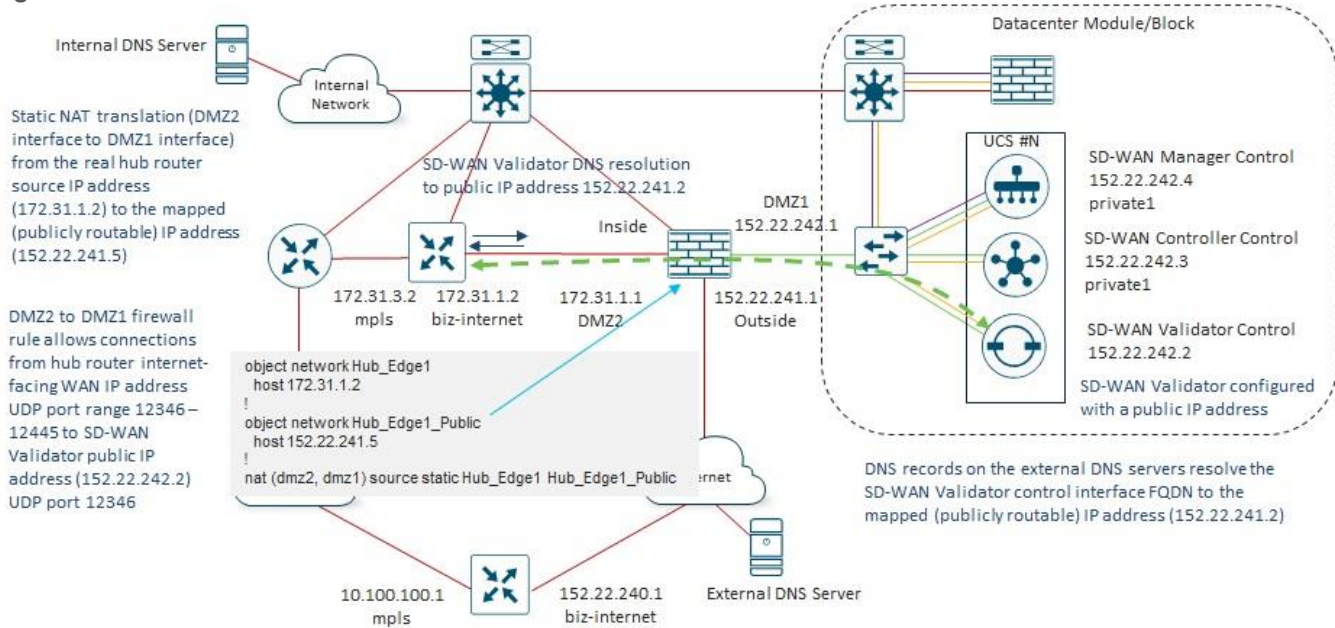 Datacenter Module/Block
Internal DNS Server
Internal
Network
Static NAT translation (DMZ2
interface to DMZ1 interface)
from the real hub router
source IP address
(172.31.1.2) to the mapped
(publicly routable) IP address
(152.22.241.5)
SD-WAN Validator DNS resolution
to public IP address 152.22.241.2
Inside
DMZ1
152.22.242.1
UCS #N
SD-WAN Manager Control
152.22.242.4
private1
SD-WAN Controller Control
152.22.242.3
private1
SD-WAN Validator Control
152.22.242.2
SD-WAN Validator configured
with a public IP address
172.31.3.2
mpls
172.31.1.2
biz-internet
172.31.1.1
DMZ2
152.22.241.1
Outside
DMZ2 to DMZ1 firewall
rule allows connections
from hub router internet-
facing WAN IP address
UDP port range 12346 –
12445 to SD-WAN
Validator public IP
address (152.22.242.2)
UDP port 12346
object network Hub_Edge1
host 172.31.1.2
!
object network Hub_Edge1_Public
host 152.22.241.5
!
nat (dmz2, dmz1) source static Hub_Edge1 Hub_Edge1_Public
ernet
DNS records on the external DNS servers resolve the
SD-WAN Validator control interface FQDN to the
mapped (publicly routable) IP address (152.22.241.2)
10.100.100.1
mpls
152.22.240.1
biz-internet
External DNS Server